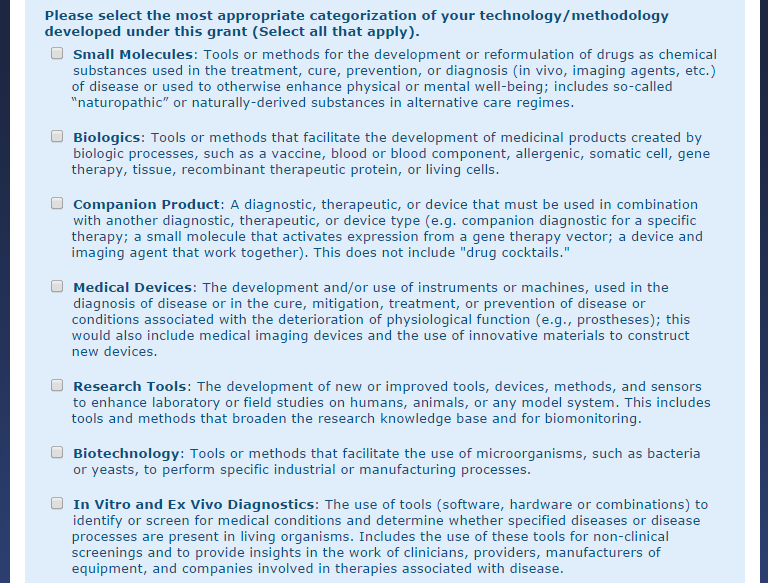 Please select the most appropriate categorization of your technology/methodology
developed under this grant (Select all that apply).
Small Molecules: Tools or methods for the development or reformulation of drugs as chemical
substances used in the treatment, cure, prevention, or diagnosis (in vivo, imaging agents, etc.)
of disease or used to otherwise enhance physical or mental well-being; includes so-called
“naturopathic” or naturally-derived substances in alternative care regimes.
Biologics: Tools or methods that facilitate the development of medicinal products created by
biologic processes, such as a vaccine, blood or blood component, allergenic, somatic cell, gene
therapy, tissue, recombinant therapeutic protein, or living cells.
Companion Product: A diagnostic, therapeutic, or device that must be used in combination
with another diagnostic, therapeutic, or device type (e.g. companion diagnostic for a specific
therapy; a small molecule that activates expression from a gene therapy vector; a device and
imaging agent that work together). This does not include "drug cocktails."
Medical Devices: The development and/or use of instruments or machines, used in the
diagnosis of disease or in the cure, mitigation, treatment, or prevention of disease or
conditions associated with the deterioration of physiological function (e.g., prostheses); this
would also include medical imaging devices and the use of innovative materials to construct
new devices.
Research Tools: The development of new or improved tools, devices, methods, and sensors
to enhance laboratory or field studies on humans, animals, or any model system. This includes
tools and methods that broaden the research knowledge base and for biomonitoring.
Biotechnology: Tools or methods that facilitate the use of microorganisms, such as bacteria
or yeasts, to perform specific industrial or manufacturing processes.
In Vitro and Ex Vivo Diagnostics: The use of tools (software, hardware or combinations) to
identify or screen for medical conditions and determine whether specified diseases or disease
processes are present in living organisms. Includes the use of these tools for non-clinical
screenings and to provide insights in the work of clinicians, providers, manufacturers of
equipment, and companies involved in therapies associated with disease.